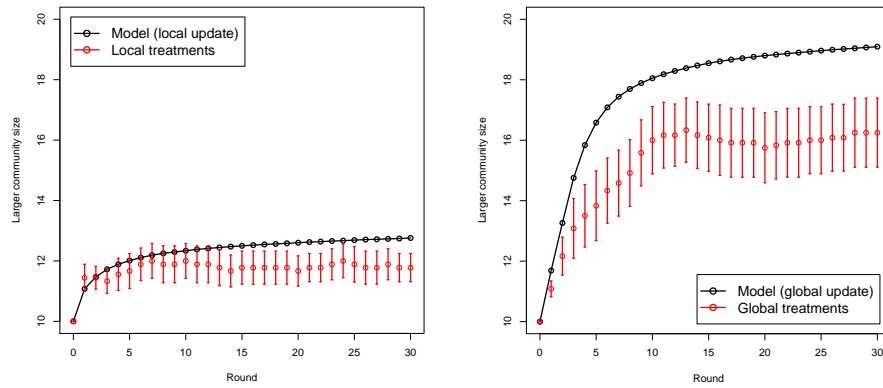 Model (local update)
Local treatments
Larger community size
20
18
16
14
12
10
0 5 10 15 20 25 30
Round
Model (global update)
Global treatments
Larger community size
20
18
16
14
12
10
0 5 10 15 20 25 30
Round